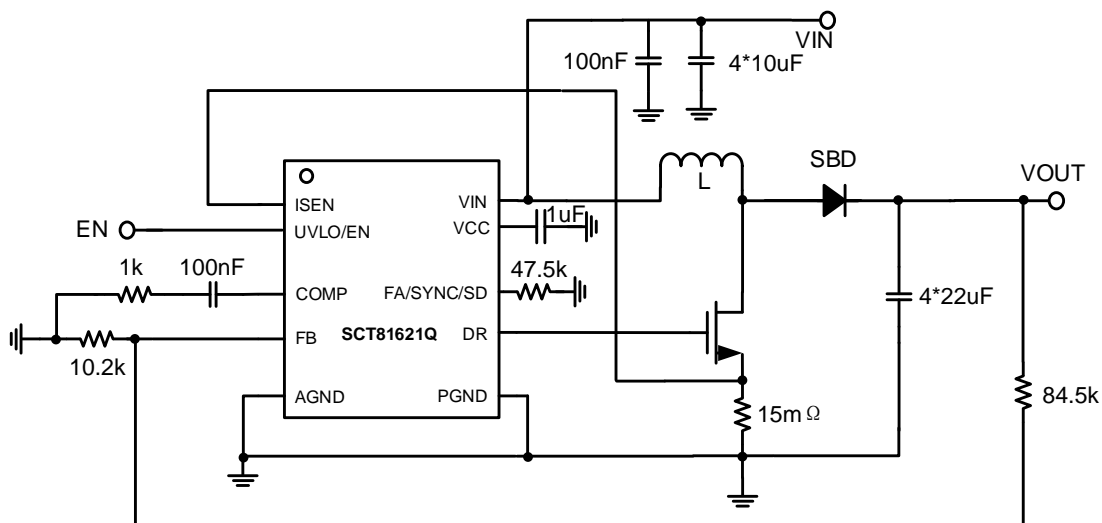 VIN
100nF
4*10uF
SBD
VOUT
L
ISEN
VIN
EN
UVLO/EN
VCC
1uF
1k
100nF
47.5k
COMP
FA/SYNC/SD
4*22uF
FB
SCT81621Q
DR
10.2k
AGND
PGND
15mΩ
84.5k